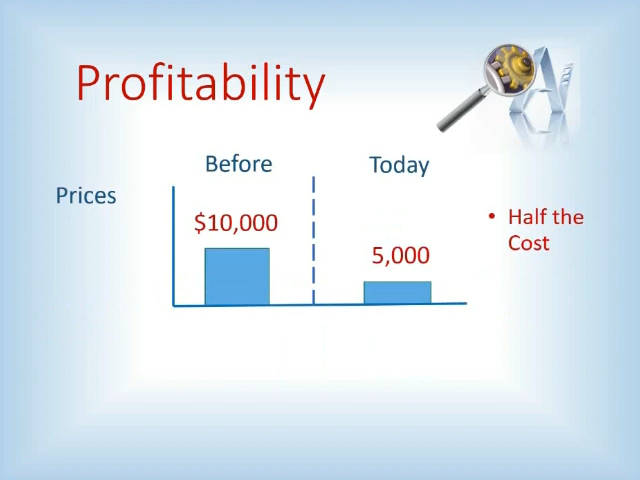 Profitability
Before
Today
Prices
$10,000
5,000
• Half the
Cost